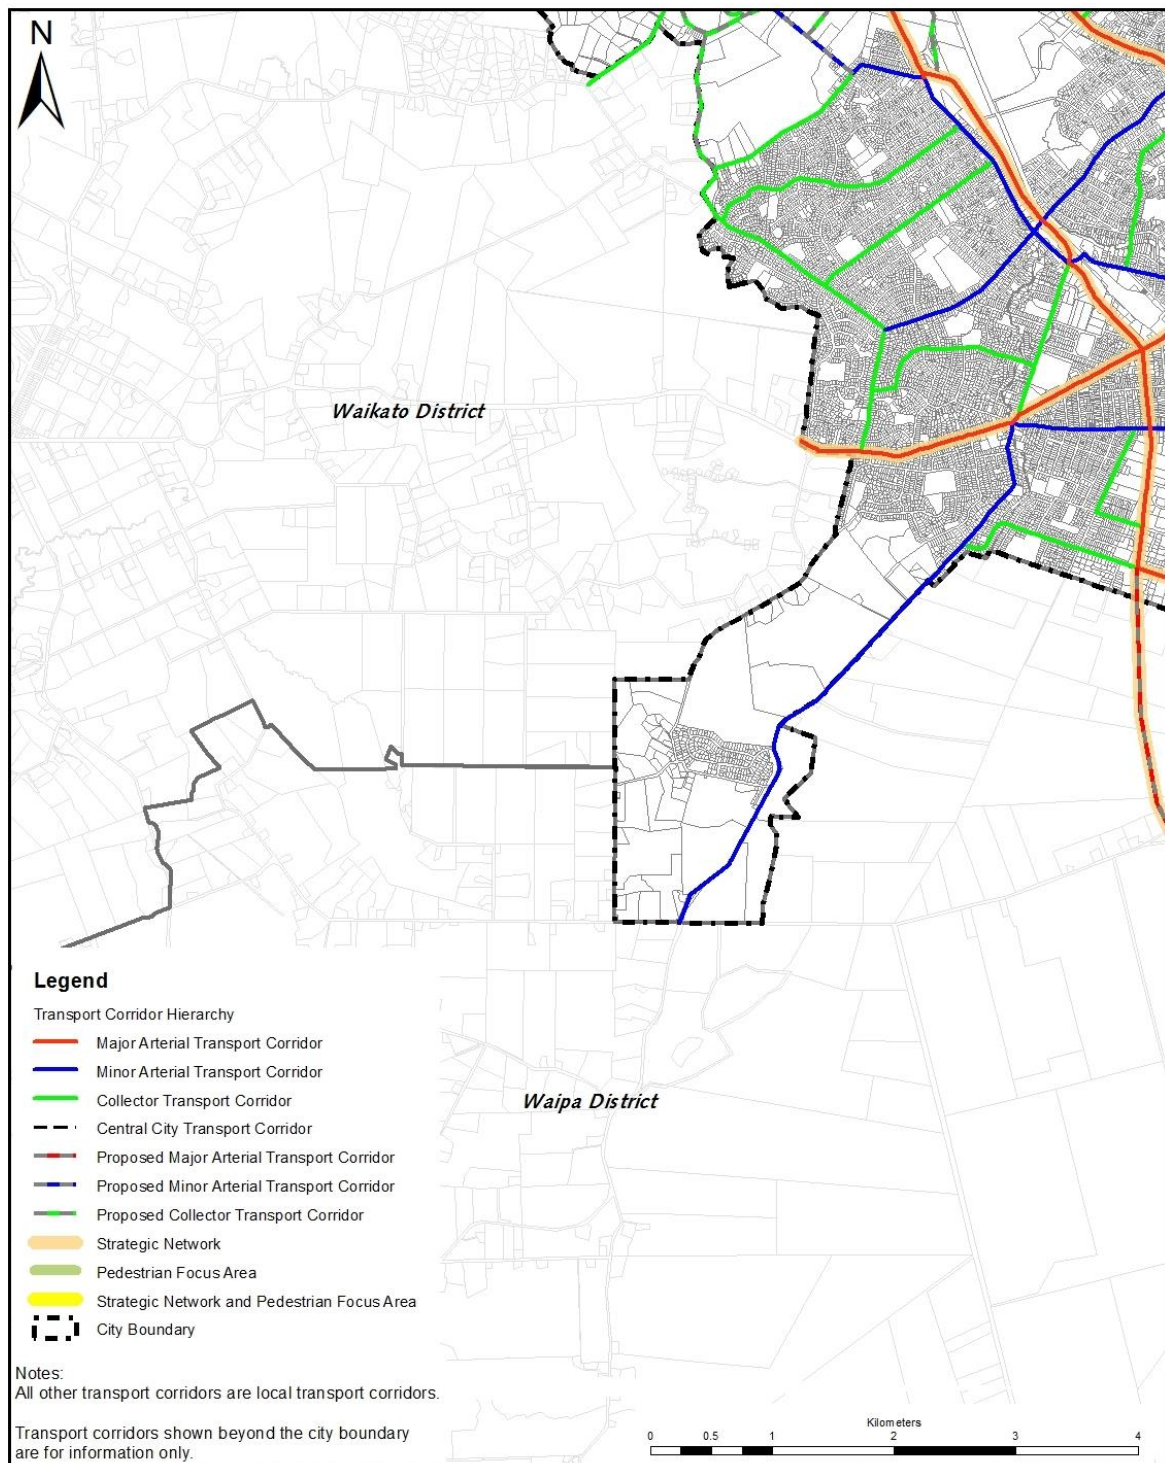 N
Waikato District
Waipa District
Legend
Transport Corridor Hierarchy
Major Arterial Transport Corridor
Minor Arterial Transport Corridor
Collector Transport Corridor
Central City Transport Corridor
Proposed Major Arterial Transport Corridor
Proposed Minor Arterial Transport Corridor
Proposed Collector Transport Corridor
Strategic Network
Pedestrian Focus Area
Strategic Network and Pedestrian Focus Area
City Boundary
Notes:
All other transport corridors are local transport corridors.
Transport corridors shown beyond the city boundary
are for information only.
Kilometers
0 0.5 1 2 3 4